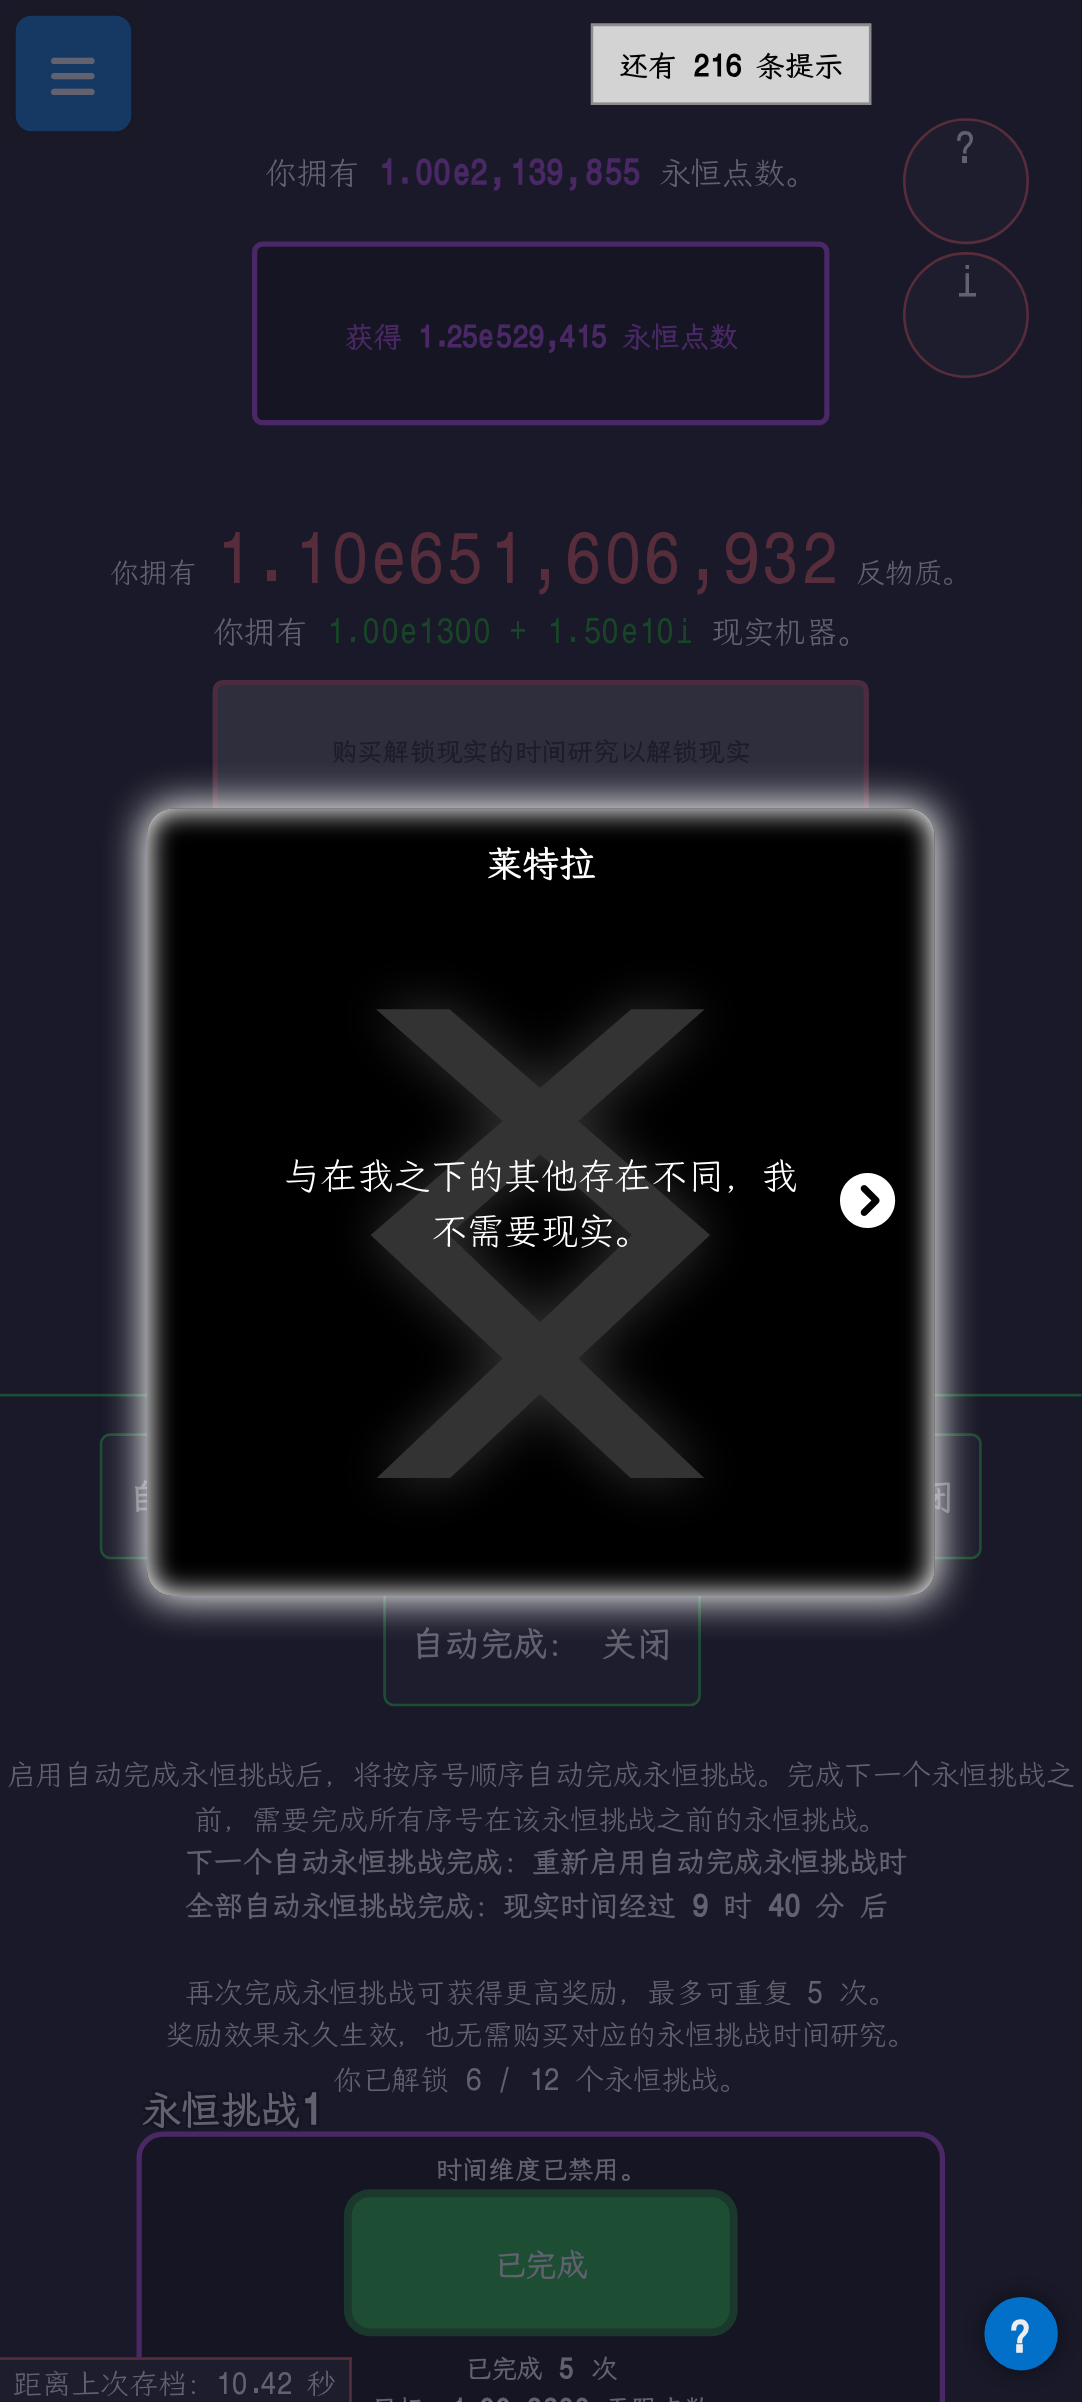 还有 216 条提示
?
你拥有 1.00e2,139,855 永恒点数。
i
获得 1.25e529,415 永恒点数
你拥有 1.10e651,606,932 反物质。
你拥有 1.00e1300 + 1.50e10i 现实机器。
购买解锁现实的时间研究以解锁现实
莱特拉
与在我之下的其他存在不同，我
不需要现实。
闭
自动完成： 关闭
启用自动完成永恒挑战后，将按序号顺序自动完成永恒挑战。完成下一个永恒挑战之
前，需要完成所有序号在该永恒挑战之前的永恒挑战。
下一个自动永恒挑战完成：重新启用自动完成永恒挑战时
全部自动永恒挑战完成：现实时间经过 9 时 40 分 后
再次完成永恒挑战可获得更高奖励，最多可重复 5 次。
奖励效果永久生效，也无需购买对应的永恒挑战时间研究。
你已解锁 6 / 12 个永恒挑战。
永恒挑战1
时间维度已禁用。
已完成
?
已完成 5 次
距离上次存档：10.42 秒